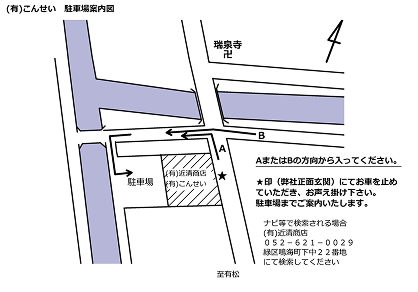 (有)こんせい　駐車場案内図
瑞泉寺
卍
B
A
AまたはBの方向から入ってください。
★印（弊社正面玄関）にてお車を止め
ていただき、お声え掛け下さい。
駐車場までご案内いたします。
(有)近清商店
(有)こんせい
駐車場
ナビ等で検索される場合
(有)近清商店
０５２－６２１－００２９
緑区鳴海町下中２２番地
にて検索してください
至有松